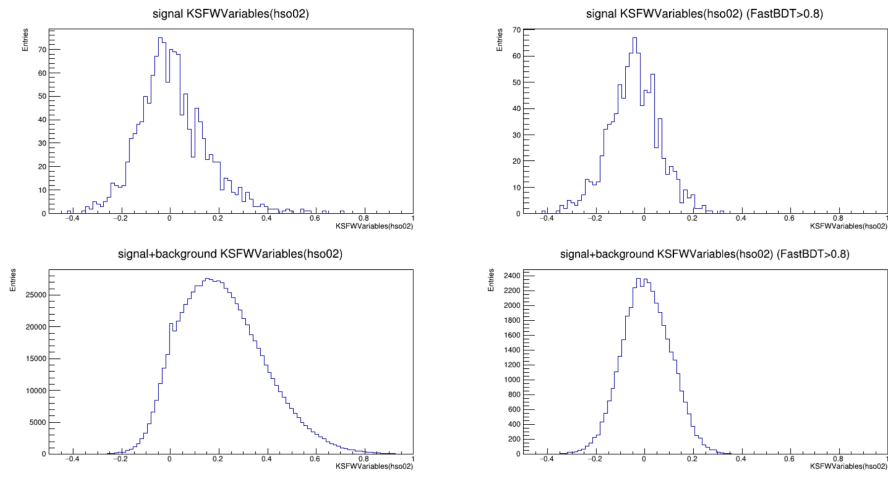 signal KSFWVariables(hso02)
Entries
70
60
50
40
30
20
10
0
−0.4 −0.2 0 0.2 0.4 0.6 0.8 1
KSFWVariables(hso02)
signal KSFWVariables(hso02) (FastBDT>0.8)
Entries
70
60
50
40
30
20
10
0
−0.4 −0.2 0 0.2 0.4 0.6 0.8 1
KSFWVariables(hso02)
signal+background KSFWVariables(hso02)
Entries
25000
20000
15000
10000
5000
0
−0.4 −0.2 0 0.2 0.4 0.6 0.8 1
KSFWVariables(hso02)
signal+background KSFWVariables(hso02) (FastBDT>0.8)
Entries
2400
2200
2000
1800
1600
1400
1200
1000
800
600
400
200
0
−0.4 −0.2 0 0.2 0.4 0.6 0.8 1
KSFWVariables(hso02)